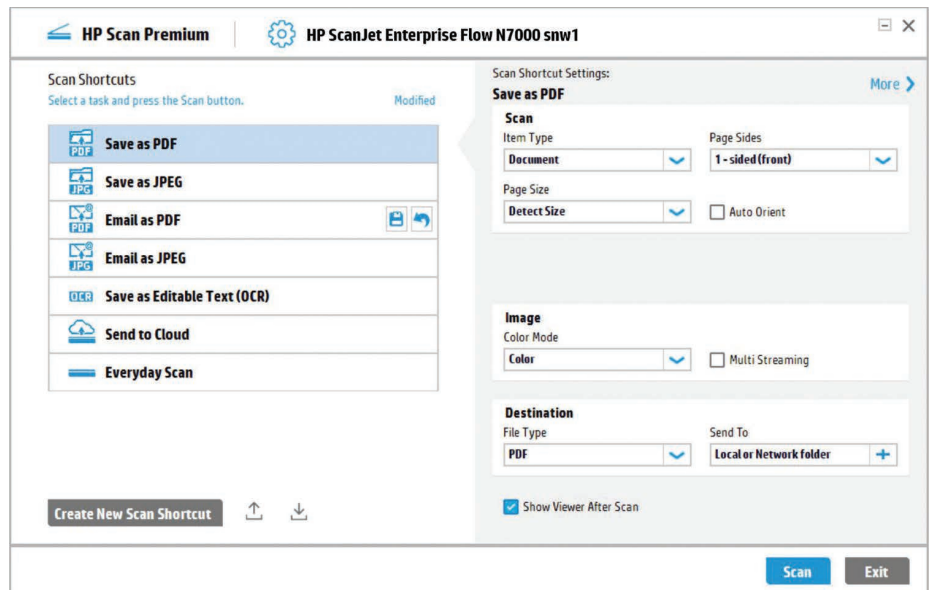 HP Scan Premium
HP ScanJet Enterprise Flow N7000 snw1
Scan Shortcuts
Select a task and press the Scan button.
Modified
PDF
Save as PDF
JPG
Save as JPEG
PDF
Email as PDF
JPG
Email as JPEG
OCR
Save as Editable Text (OCR)
Send to Cloud
Everyday Scan
Create New Scan Shortcut
Scan Shortcut Settings:
Save as PDF
More
Scan
Item Type
Page Sides
Document
1 - sided (front)
Page Size
Detect Size
Auto Orient
Image
Color Mode
Color
Multi Streaming
Destination
File Type
Send To
PDF
Local or Network folder
Show Viewer After Scan
Scan
Exit